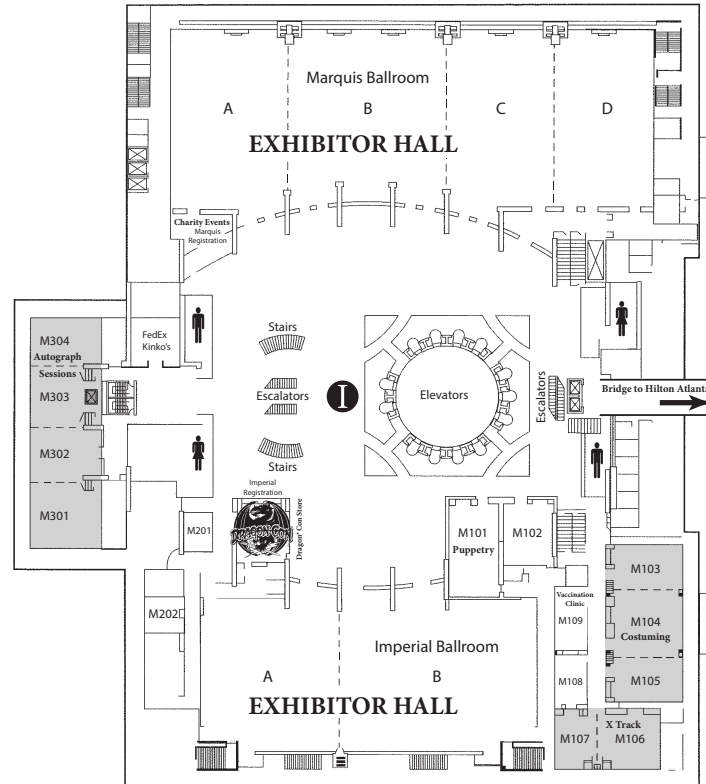 Marquis Ballroom
A
B
C
D
EXHIBITOR HALL
Charity Events
Marquis
Registration
M304
Autograph
Sessions
M303
M302
M301
FedEx
Kinko's
Stairs
Escalators
Stairs
I
Elevators
Escalators
Bridge to Hilton Atlant
Imperial
Registration
DRAGON CON
Dragon*Con Store
M201
M202
M101
Puppetry
M102
Vaccination
Clinic
M109
M108
M103
M104
Costuming
M105
X Track
M107
M106
Imperial Ballroom
A
B
EXHIBITOR HALL